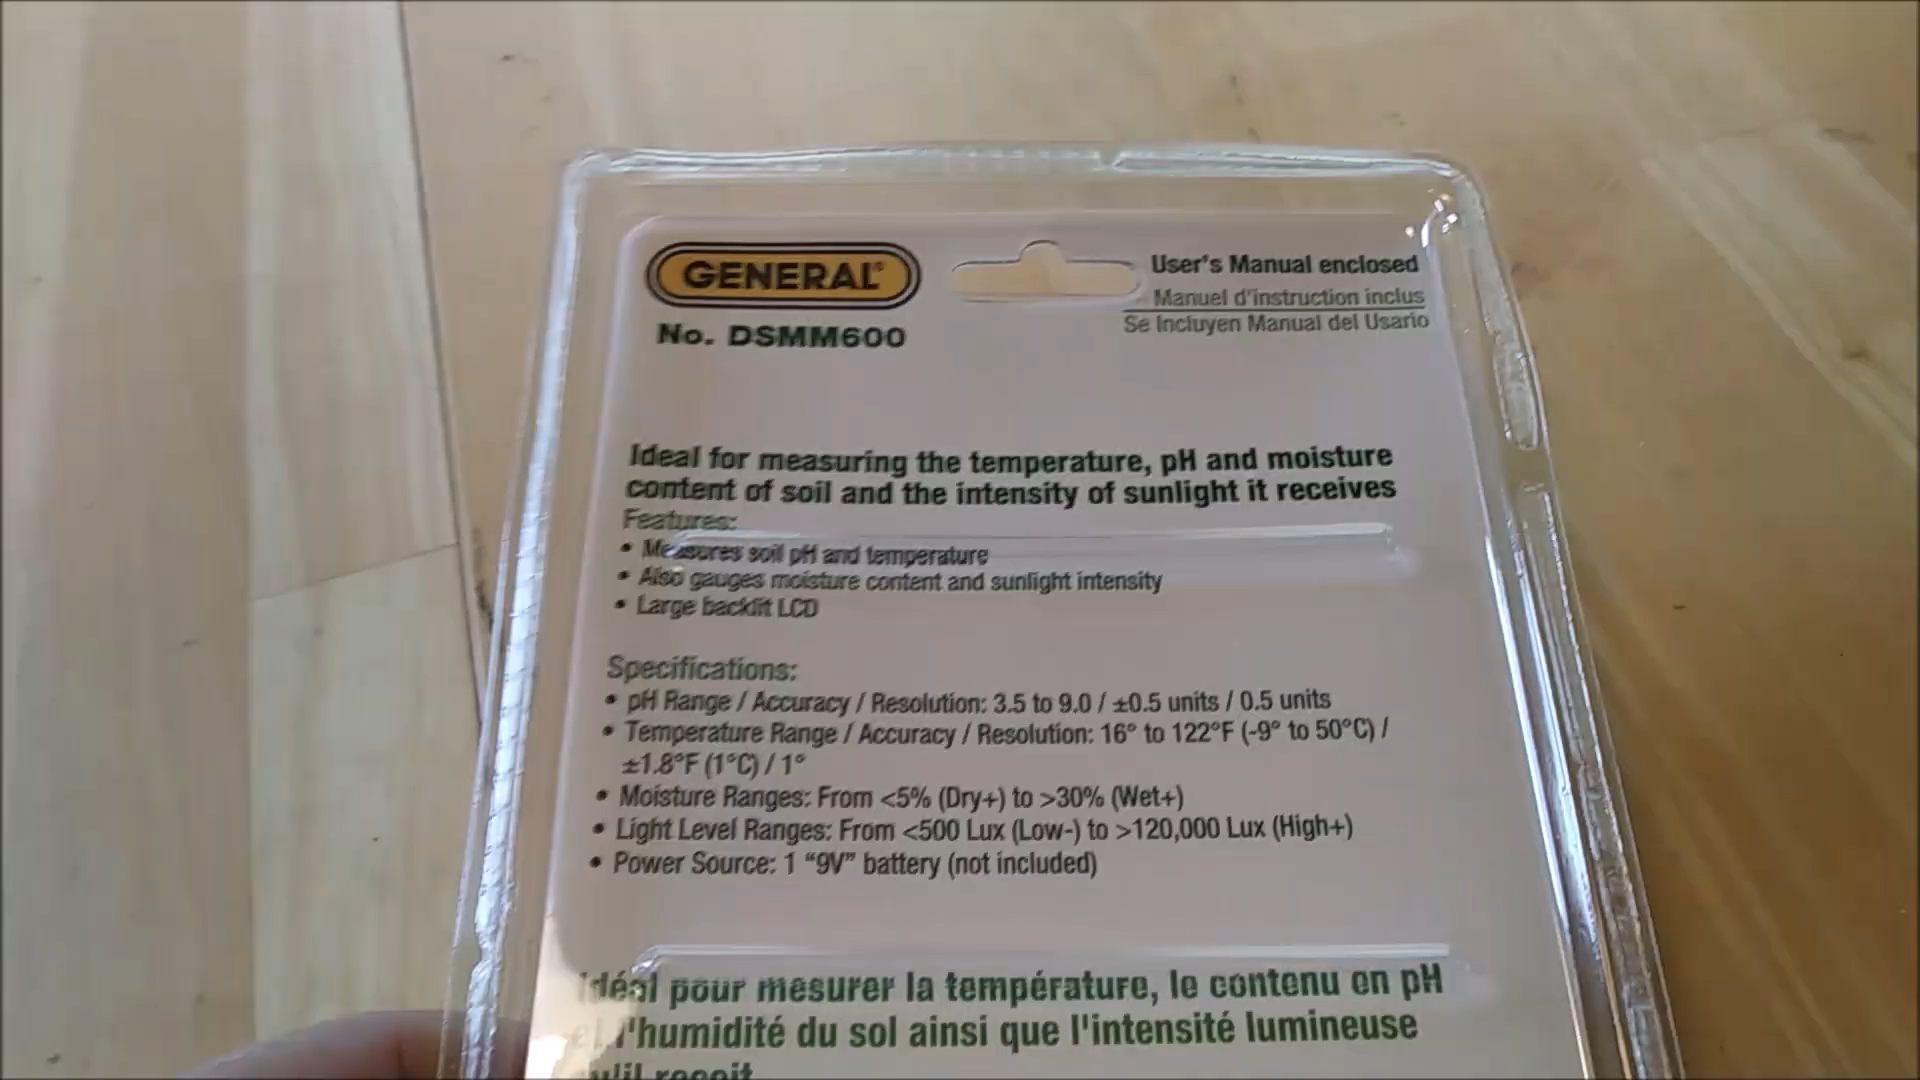 GENERAL®
No. DSMM600
User's Manual enclosed
Manuel d'instruction inclus
Se Incluyen Manual del Usario
Ideal for measuring the temperature, pH and moisture
content of soil and the intensity of sunlight it receives
Features:
• Measures soil pH and temperature
• Also gauges moisture content and sunlight intensity
• Large backlit LCD
Specifications:
• pH Range / Accuracy / Resolution: 3.5 to 9.0 / ±0.5 units / 0.5 units
• Temperature Range / Accuracy / Resolution: 16° to 122°F (-9° to 50°C) /
±1.8°F (1°C) / 1°
• Moisture Ranges: From <5% (Dry+) to >30% (Wet+)
• Light Level Ranges: From <500 Lux (Low-) to >120,000 Lux (High+)
• Power Source: 1 “9V” battery (not included)
Idéal pour mesurer la température, le contenu en pH
l'humidité du sol ainsi que l'intensité lumineuse